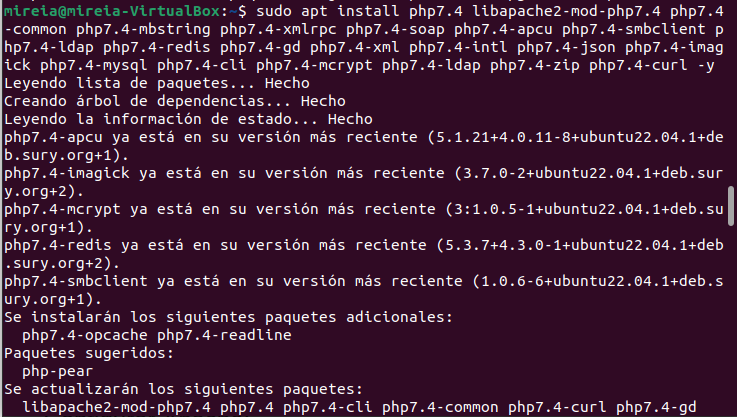 mireia@mireia-VirtualBox:~$ sudo apt install php7.4 libapache2-mod-php7.4 php7.4
-common php7.4-mbstring php7.4-xmlrpc php7.4-soap php7.4-apcu php7.4-smbclient p
hp7.4-ldap php7.4-redis php7.4-gd php7.4-xml php7.4-intl php7.4-json php7.4-imag
ick php7.4-mysql php7.4-cli php7.4-mcrypt php7.4-ldap php7.4-zip php7.4-curl -y
Leyendo lista de paquetes... Hecho
Creando árbol de dependencias... Hecho
Leyendo la información de estado... Hecho
php7.4-apcu ya está en su versión más reciente (5.1.21+4.0.11-8+ubuntu22.04.1+de
b.sury.org+1).
php7.4-imagick ya está en su versión más reciente (3.7.0-2+ubuntu22.04.1+deb.sur
y.org+2).
php7.4-mcrypt ya está en su versión más reciente (3:1.0.5-1+ubuntu22.04.1+deb.su
ry.org+1).
php7.4-redis ya está en su versión más reciente (5.3.7+4.3.0-1+ubuntu22.04.1+deb
.sury.org+2).
php7.4-smbclient ya está en su versión más reciente (1.0.6-6+ubuntu22.04.1+deb.s
ury.org+1).
Se instalarán los siguientes paquetes adicionales:
  php7.4-opcache php7.4-readline
Paquetes sugeridos:
  php-pear
Se actualizarán los siguientes paquetes:
  libapache2-mod-php7.4 php7.4 php7.4-cli php7.4-common php7.4-curl php7.4-gd